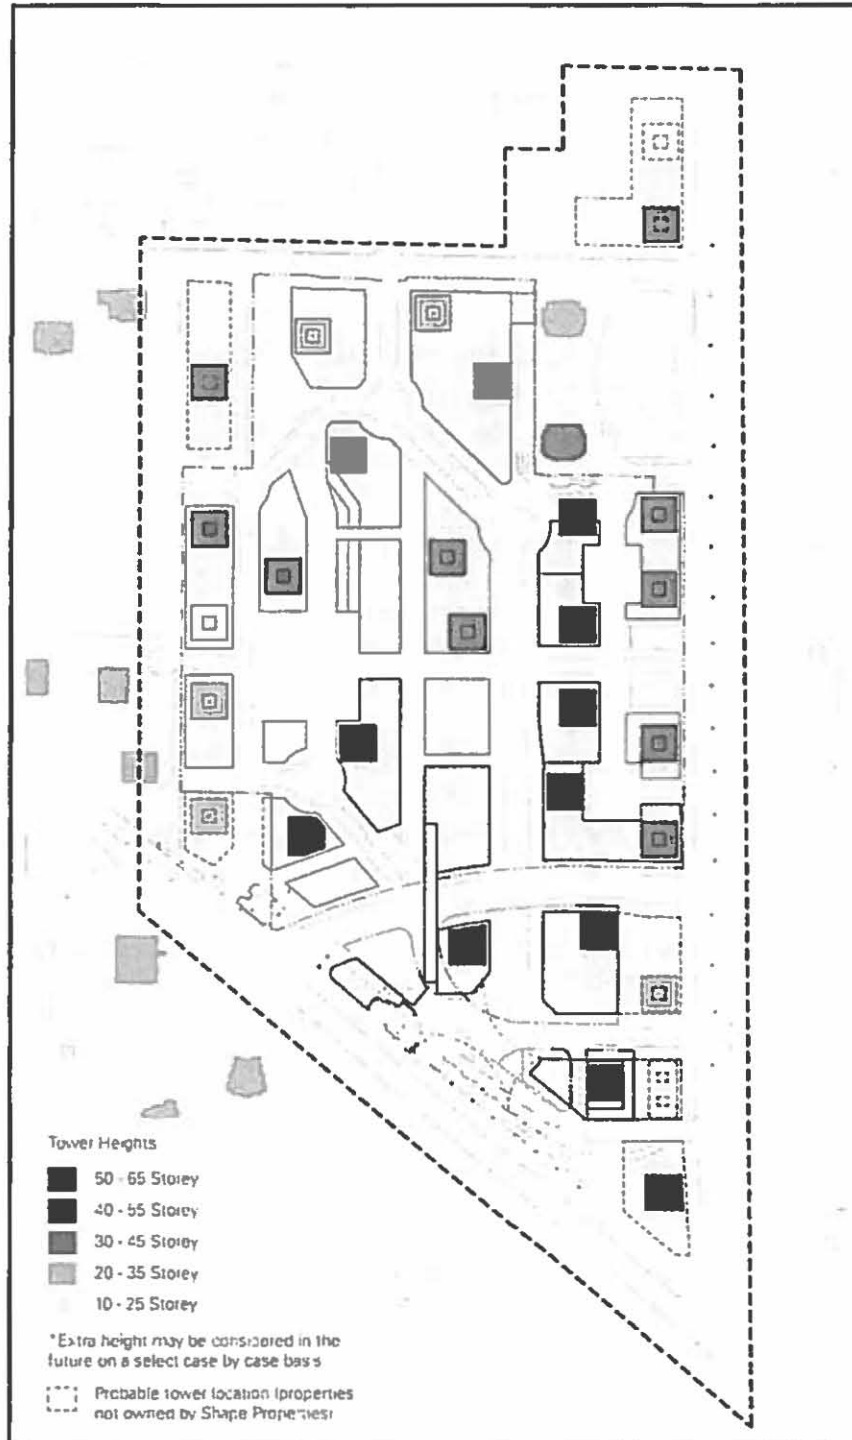 Tower Heights
50 - 65 Storey
40 - 55 Storey
30 - 45 Storey
20 - 35 Storey
10 - 25 Storey
*Extra height may be considered in the
future on a select case by case basis
Probable tower location (properties
not owned by Shape Properties)